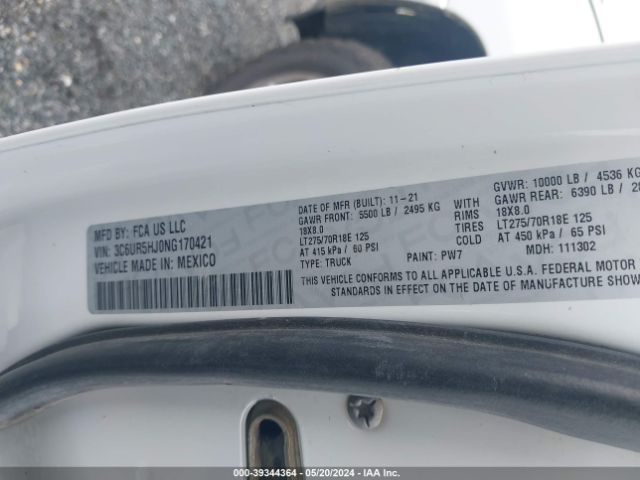 MFD BY: FCA US LLC
VIN: 3C6UR5HJ0NG170421
VEHICLE MADE IN: MEXICO
DATE OF MFR (BUILT): 11-21
GAWR FRONT: 5500 LB / 2495 KG
18X8.0
LT275/70R18E 125
AT 415 kPa / 60 PSI
TYPE: TRUCK
PAINT: PW7
WITH
RIMS
TIRES
COLD
GVWR: 10000 LB / 4536 KG
GAWR REAR: 6390 LB /
18X8.0
LT275/70R18E 125
AT 450 kPa / 65 PSI
MDH: 111302
THIS VEHICLE CONFORMS TO ALL APPLICABLE U.S.A. FEDERAL MOTOR
STANDARDS IN EFFECT ON THE DATE OF MANUFACTURE SHOW
000-39344364 - 05/20/2024 - IAA Inc.